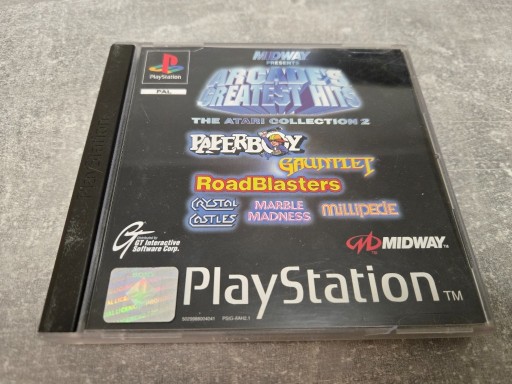 MIDWAY
PRESENTS
ARCADE'S
GREATEST HITS
THE ATARI COLLECTION 2
PlayStation
PAL
PAPERBOY
GAUNTLET
RoadBlasters
CRYSTAL CASTLES
MARBLE MADNESS
MILLIPEDE
GT Interactive
Software Corp.
MIDWAY
PlayStation TM